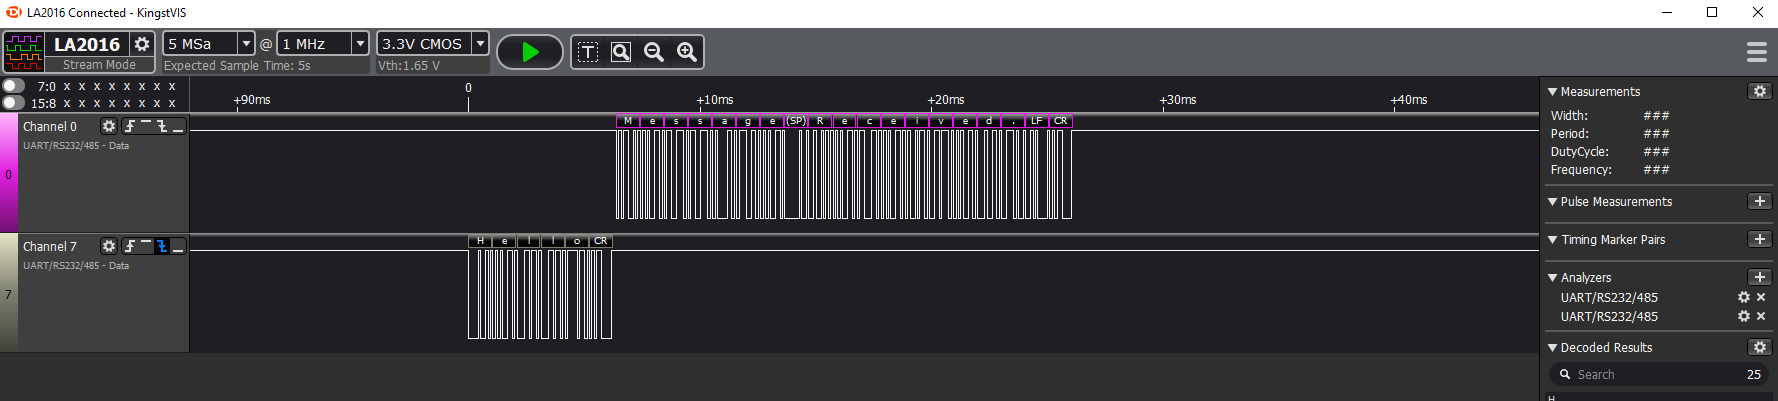 LA2016 Connected - KingstVIS
LA2016
Stream Mode
5 MSa @ 1 MHz
Expected Sample Time: 5s
3.3V CMOS
Vth:1.65 V
T
7:0 x x x x x x x x
15:8 x x x x x x x x
+90ms 0 +10ms +20ms +30ms +40ms
0
Channel 0
UART/RS232/485 - Data
M e s s a g e (SP) R e c e i v e d . LF CR
7
Channel 7
UART/RS232/485 - Data
H e l l o CR
Measurements
Width: ###
Period: ###
DutyCycle: ###
Frequency: ###
Pulse Measurements
Timing Marker Pairs
Analyzers
UART/RS232/485
UART/RS232/485
Decoded Results
Search 25
H